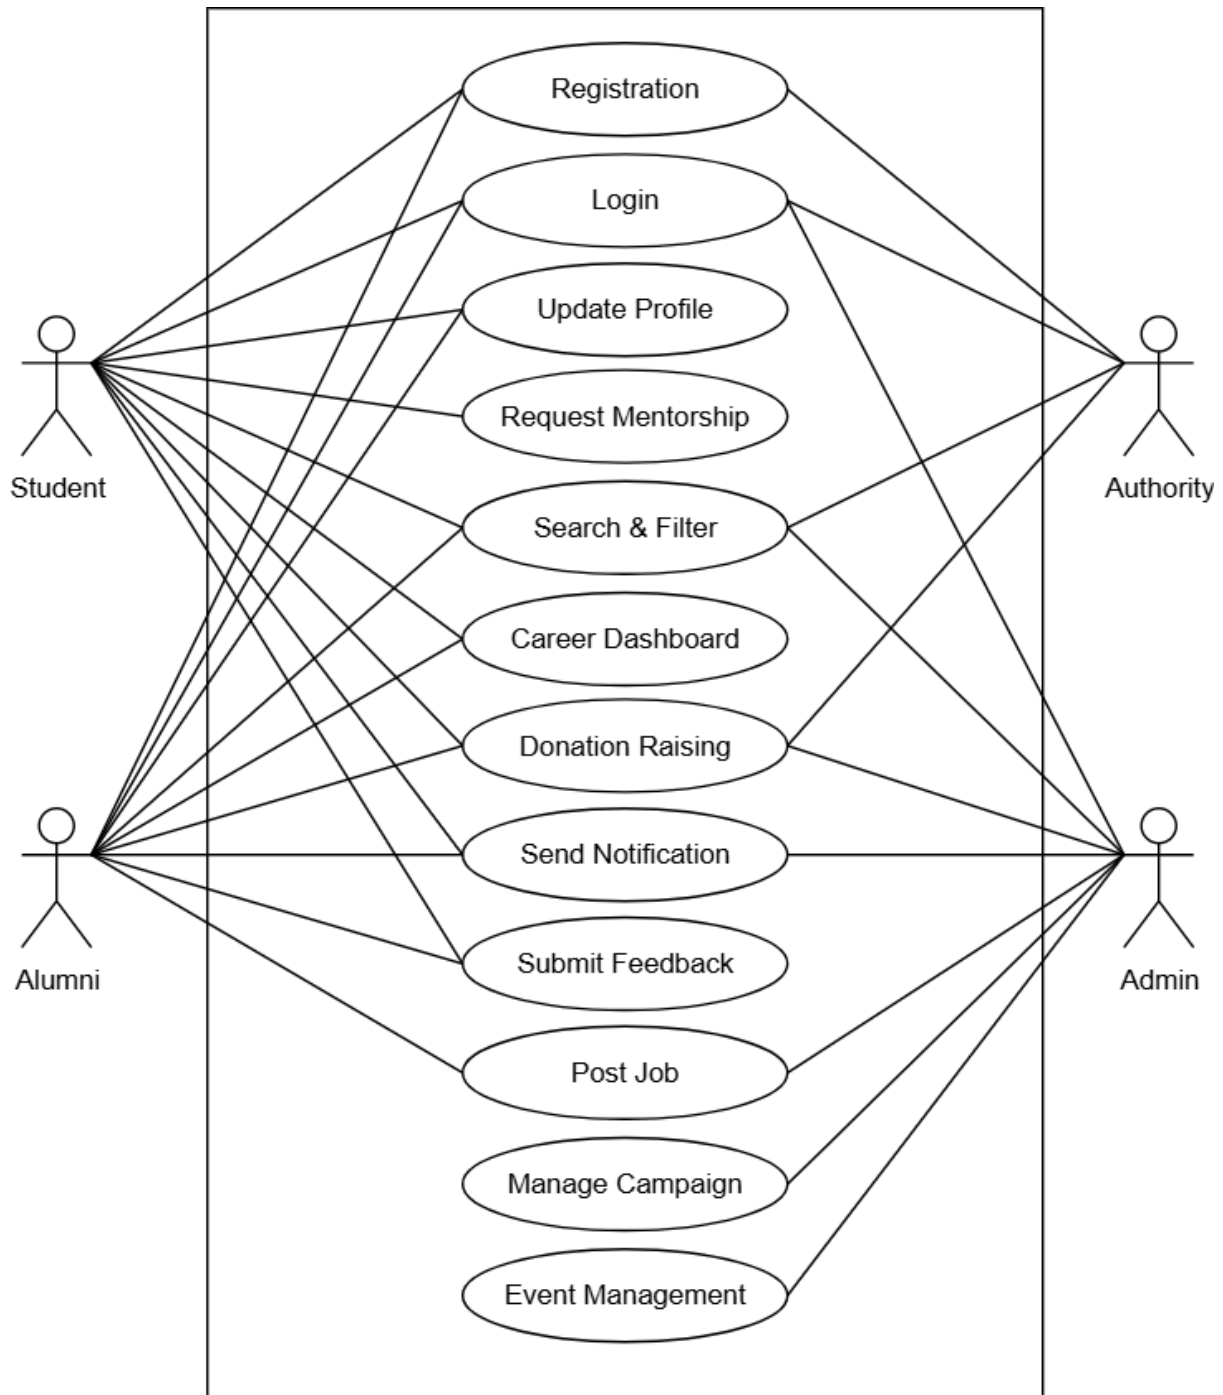 Registration
Login
Update Profile
Request Mentorship
Student
Authority
Search & Filter
Career Dashboard
Donation Raising
Send Notification
Submit Feedback
Alumni
Admin
Post Job
Manage Campaign
Event Management